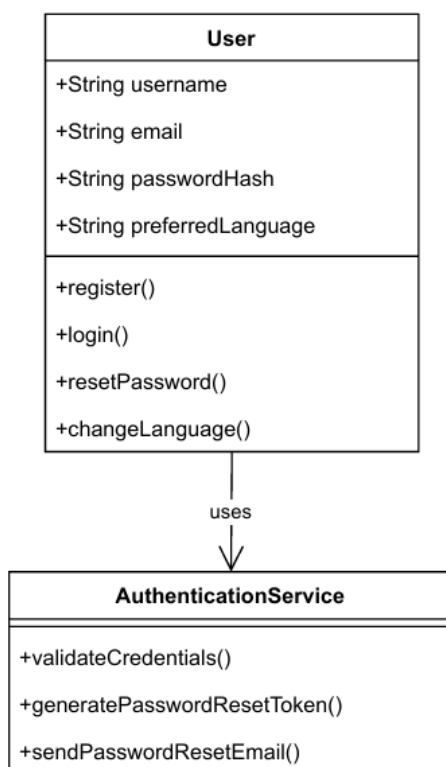 User
+String username
+String email
+String passwordHash
+String preferredLanguage
+register()
+login()
+resetPassword()
+changeLanguage()
uses
AuthenticationService
+validateCredentials()
+generatePasswordResetToken()
+sendPasswordResetEmail()